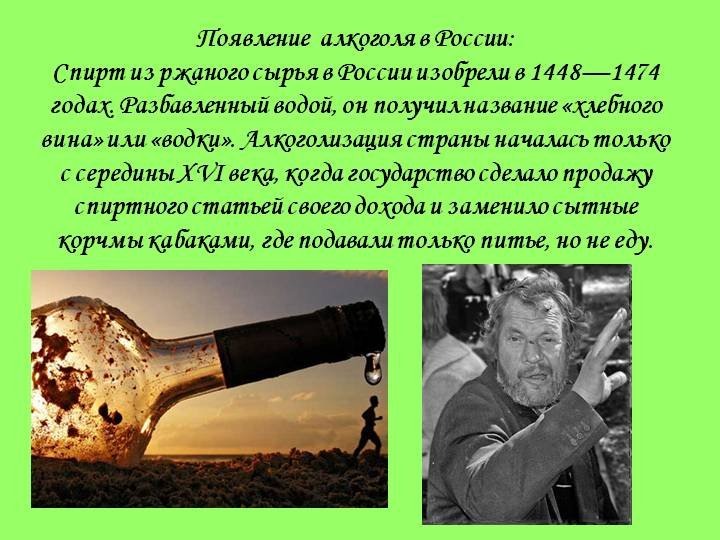 Появление алкоголя в России:
Спирт из ржаного сырья в России изобрели в 1448—1474
годах. Разбавленный водой, он получил название «хлебного
вина» или «водки». Алкоголизация страны началась только
с середины XVI века, когда государство сделало продажу
спиртного статьей своего дохода и заменило сытные
корчмы кабаками, где подавали только питье, но не еду.